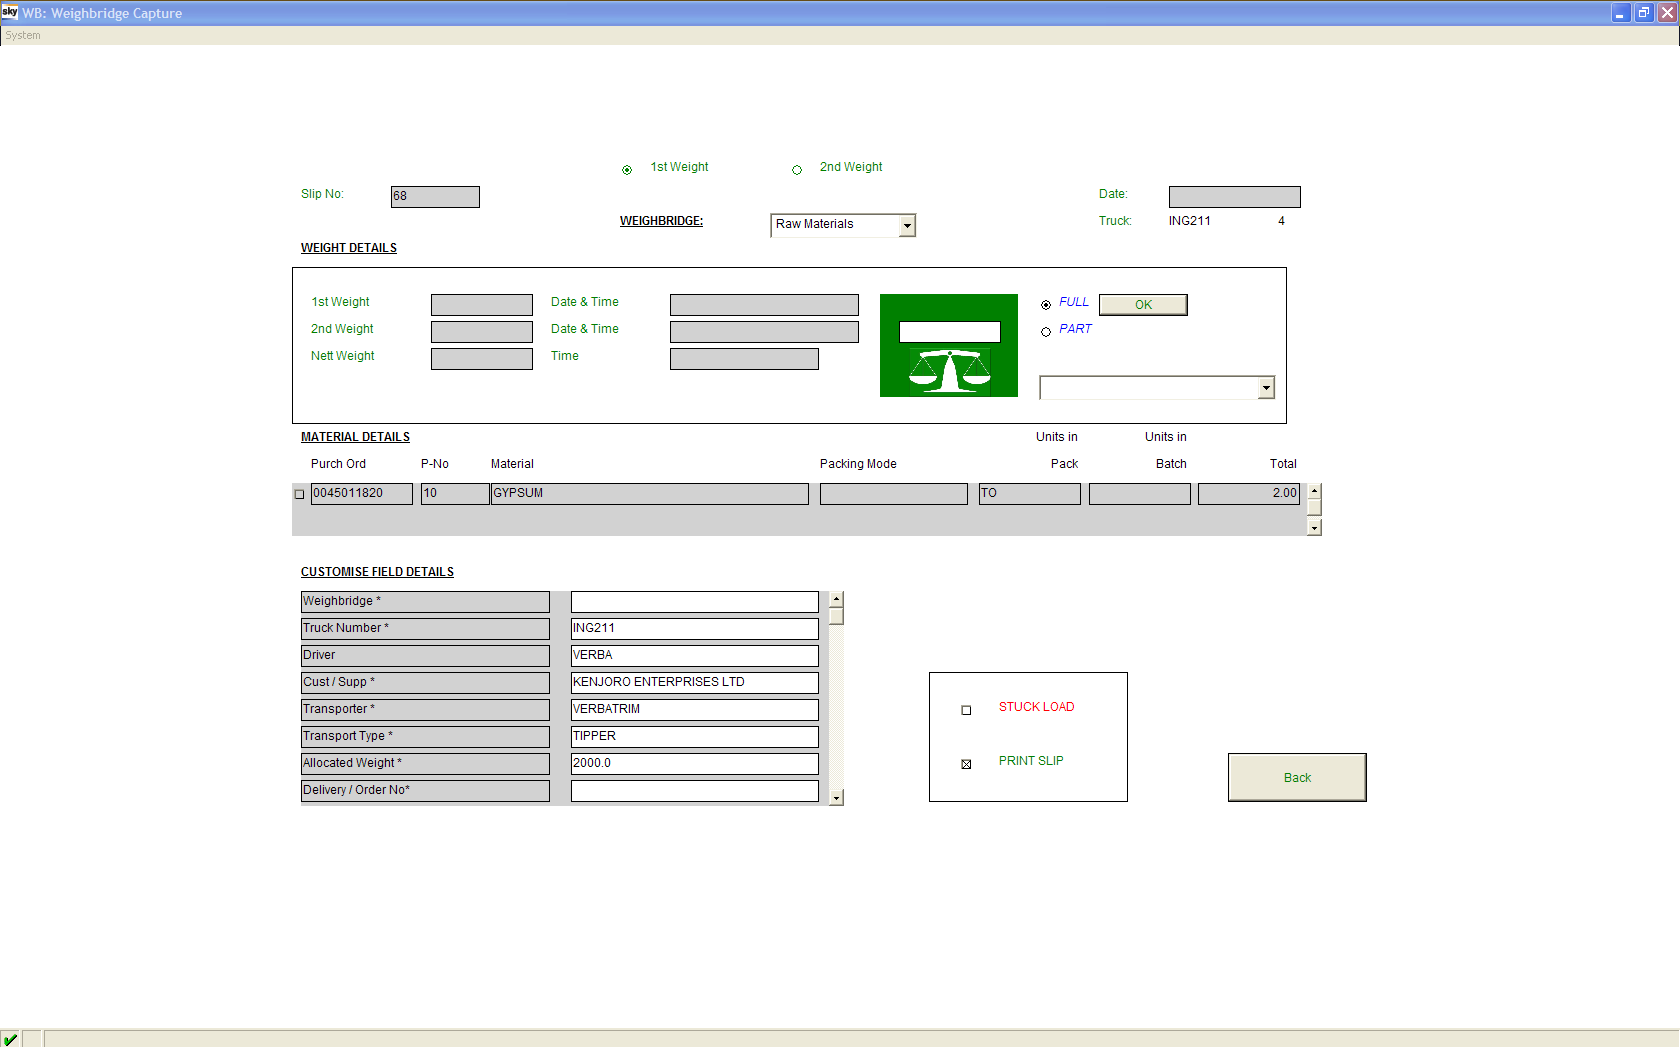 sky WB: Weighbridge Capture
System
1st Weight 2nd Weight
Slip No: 68 Date:
WEIGHBRIDGE: Raw Materials Truck: ING211 4
WEIGHT DETAILS
1st Weight Date & Time FULL OK
2nd Weight Date & Time PART
Nett Weight Time
MATERIAL DETAILS Units in Units in
Purch Ord P-No Material Packing Mode Pack Batch Total
0045011820 10 GYPSUM TO 2.00
CUSTOMISE FIELD DETAILS
Weighbridge *
Truck Number * ING211
Driver VERBA
Cust / Supp * KENJORO ENTERPRISES LTD
Transporter * VERBATRIM
STUCK LOAD
Transport Type * TIPPER
Allocated Weight * 2000.0
PRINT SLIP
Back
Delivery / Order No*